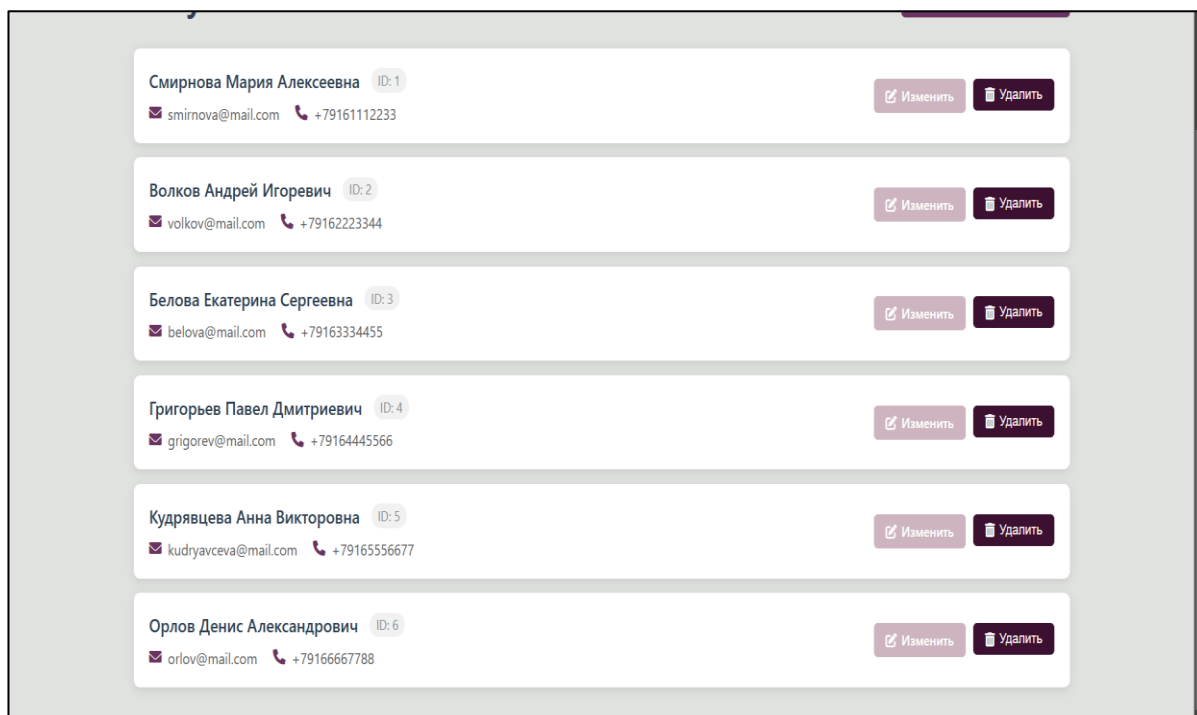 Смирнова Мария Алексеевна ID: 1
smirnova@mail.com +79161112233
Изменить Удалить
Волков Андрей Игоревич ID: 2
volkov@mail.com +79162223344
Изменить Удалить
Белова Екатерина Сергеевна ID: 3
belova@mail.com +79163334455
Изменить Удалить
Григорьев Павел Дмитриевич ID: 4
grigorev@mail.com +79164445566
Изменить Удалить
Кудрявцева Анна Викторовна ID: 5
kudryavceva@mail.com +79165556677
Изменить Удалить
Орлов Денис Александрович ID: 6
orlov@mail.com +79166667788
Изменить Удалить